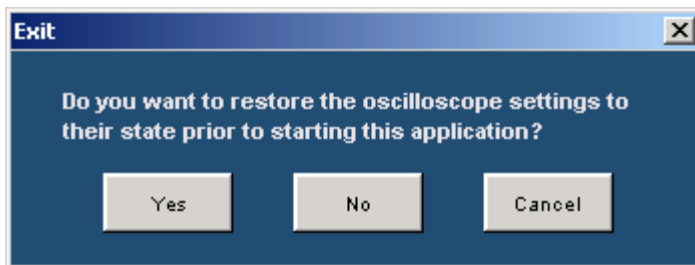 Exit
Do you want to restore the oscilloscope settings to
their state prior to starting this application?
Yes No Cancel